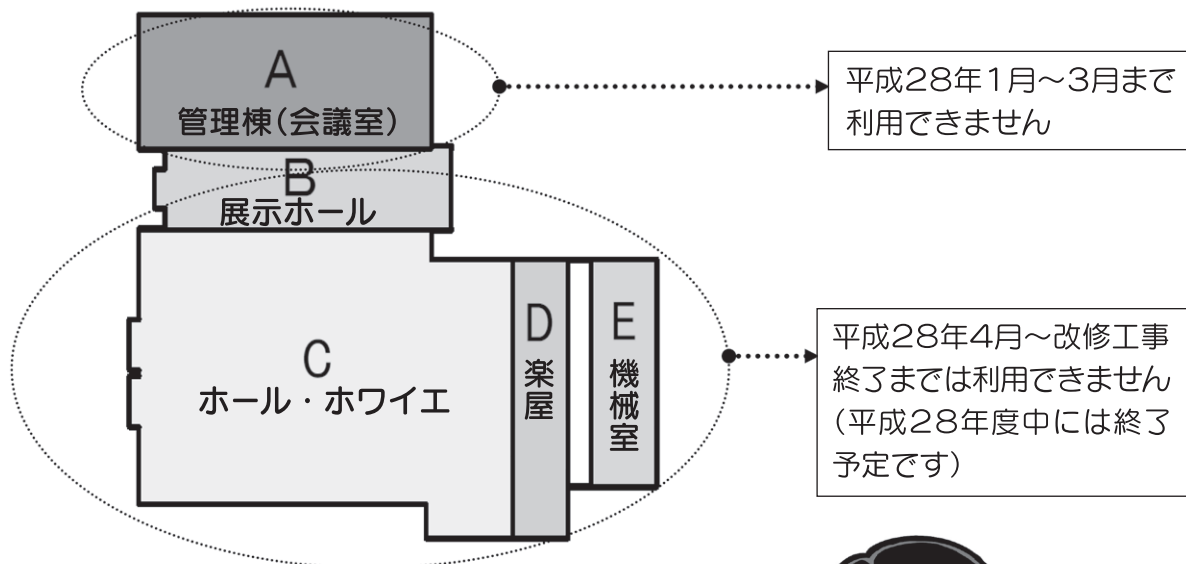 A
管理棟(会議室)
平成28年1月～3月まで
利用できません
B
展示ホール
C
ホール・ホワイエ
D
楽屋
E
機械室
平成28年4月～改修工事
終了までは利用できません
(平成28年度中には終了
予定です)